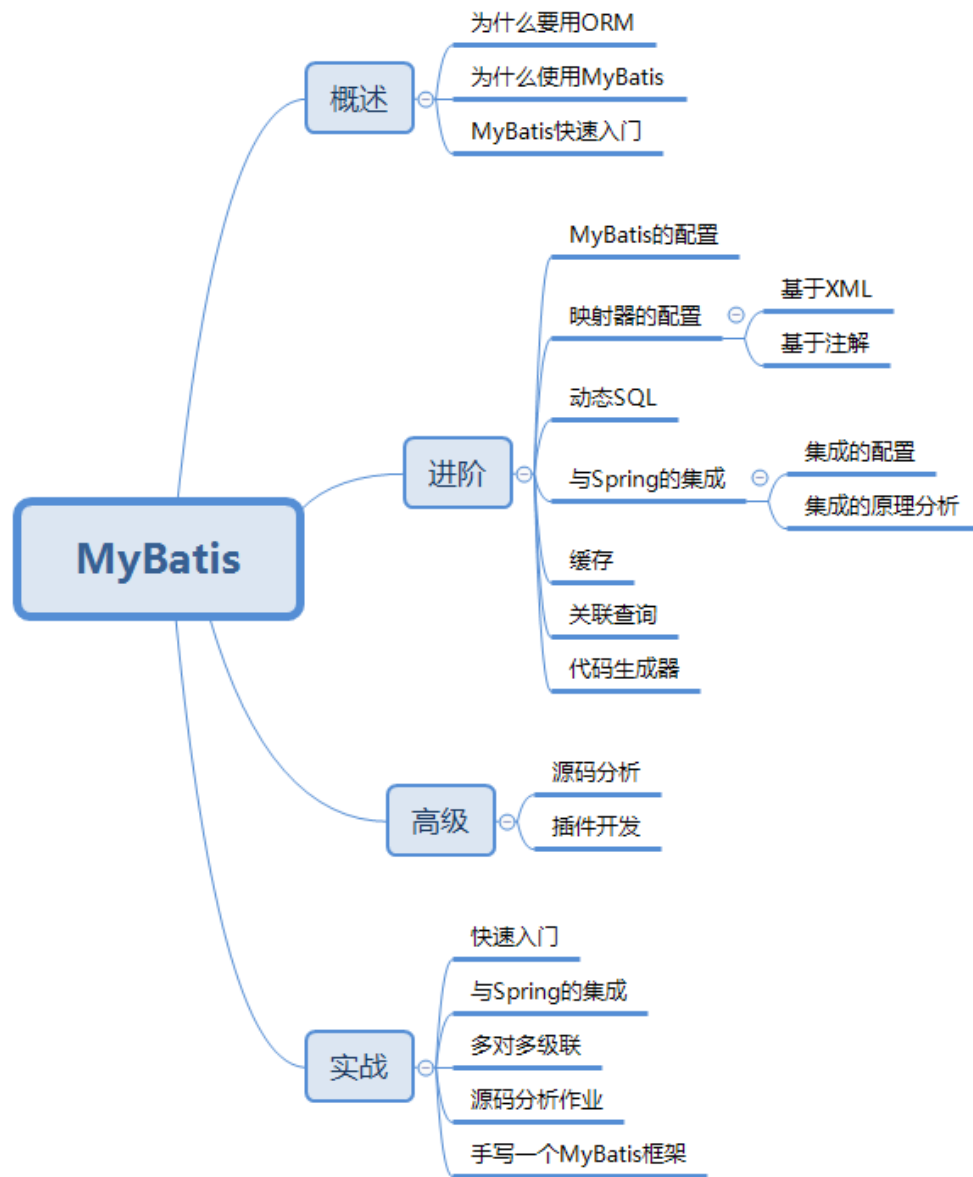 MyBatis
概述
为什么要用ORM
为什么使用MyBatis
MyBatis快速入门
进阶
MyBatis的配置
映射器的配置
基于XML
基于注解
动态SQL
与Spring的集成
集成的配置
集成的原理分析
缓存
关联查询
代码生成器
高级
源码分析
插件开发
实战
快速入门
与Spring的集成
多对多级联
源码分析作业
手写一个MyBatis框架